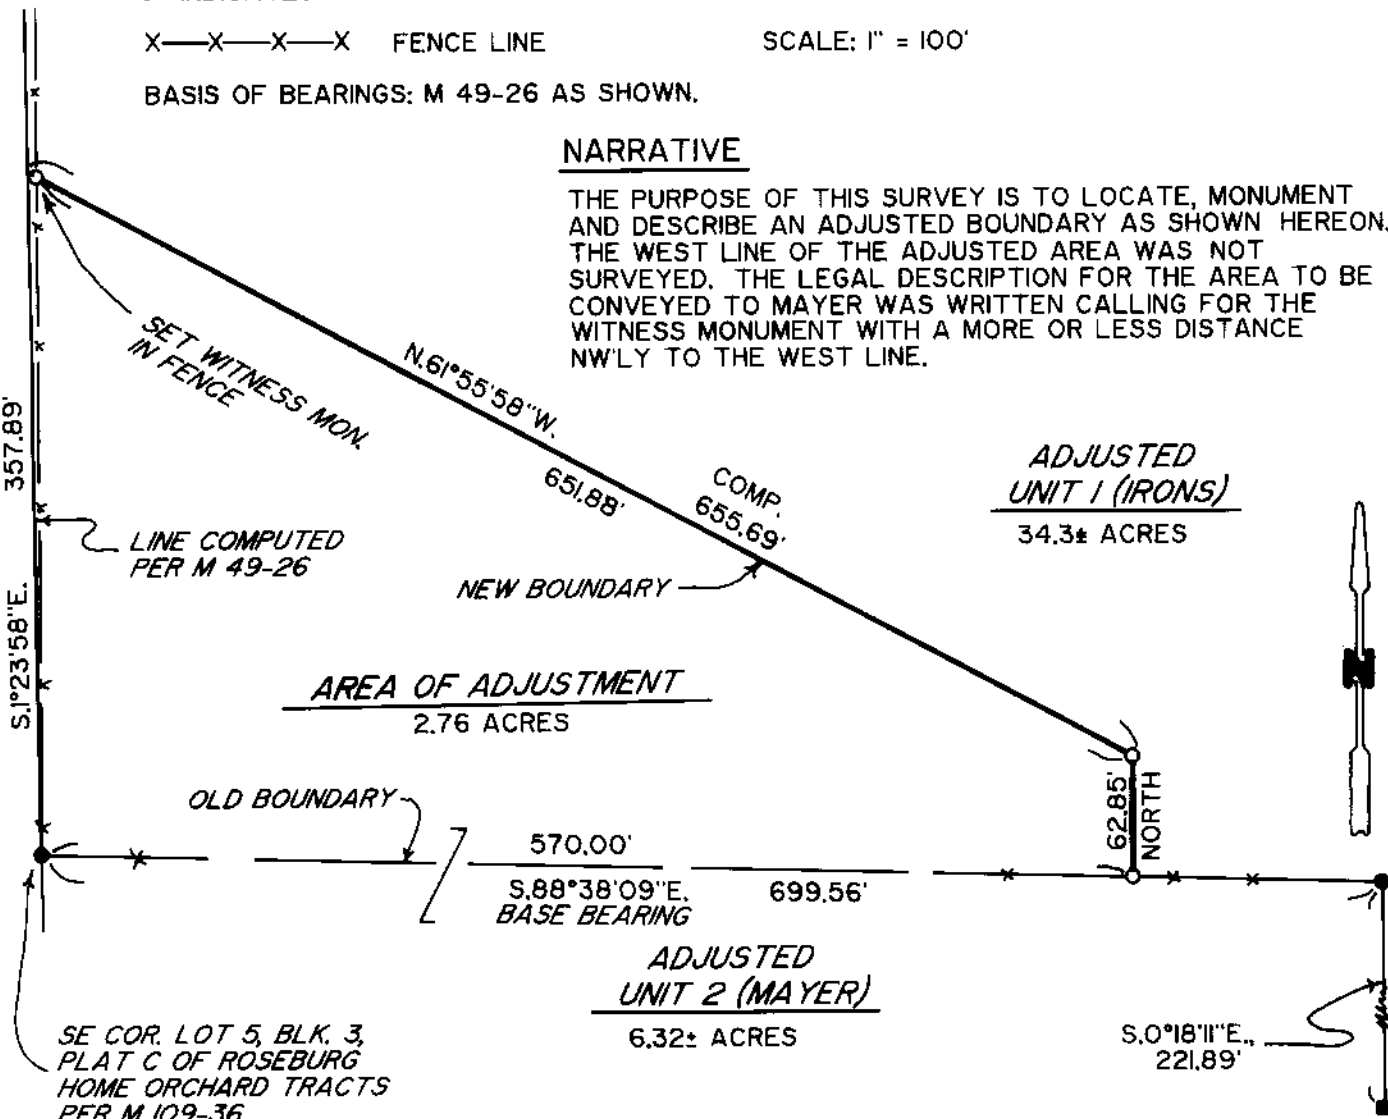 X—X—X—X FENCE LINE
SCALE: 1" = 100'
BASIS OF BEARINGS: M 49-26 AS SHOWN.
NARRATIVE
THE PURPOSE OF THIS SURVEY IS TO LOCATE, MONUMENT
AND DESCRIBE AN ADJUSTED BOUNDARY AS SHOWN HEREON.
THE WEST LINE OF THE ADJUSTED AREA WAS NOT
SURVEYED. THE LEGAL DESCRIPTION FOR THE AREA TO BE
CONVEYED TO MAYER WAS WRITTEN CALLING FOR THE
WITNESS MONUMENT WITH A MORE OR LESS DISTANCE
NW'LY TO THE WEST LINE.
SET WITNESS MON.
IN FENCE
N.61°55'58"W.
651.88'
COMP.
655.69'
357.89'
S.1°23'58"E.
LINE COMPUTED
PER M 49-26
NEW BOUNDARY
ADJUSTED
UNIT 1 (IRONS)
34.3± ACRES
AREA OF ADJUSTMENT
2.76 ACRES
OLD BOUNDARY
62.85'
NORTH
570.00'
S.88°38'09"E.
BASE BEARING
699.56'
ADJUSTED
UNIT 2 (MAYER)
6.32± ACRES
S.0°18'11"E.,
221.89'
SE COR. LOT 5, BLK. 3,
PLAT C OF ROSEBURG
HOME ORCHARD TRACTS
PER M 109-36